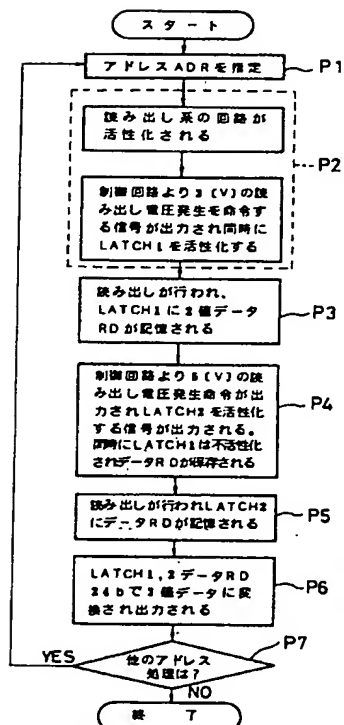 スタート
アドレスADRを指定
P1
読み出し系の回路が
活性化される
制御回路より3[V]の読
み出し電圧発生を命令す
る信号が出力され同時に
LATCH1を活性化する
P2
読み出しが行われ、
LATCH1に2値データ
RDが記憶される
P3
制御回路より5[V]の読
み出し電圧発生命令が出
力されLATCH2を活性化
する信号が出力される。
同時にLATCH1は不活性化
されデータRDが保存される
P4
読み出しが行われLATCH2
にデータRDが記憶される
P5
LATCH1,2データRD
24bで3値データに変
換され出力される
P6
P7
YES
他のアドレス
処理は?
NO
終了